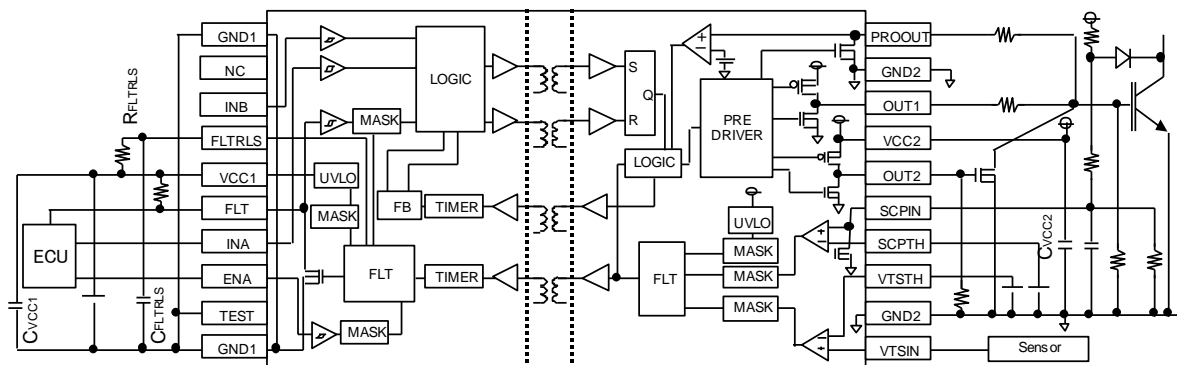 GND1
NC
INB
FLTRLS
VCC1
FLT
INA
ENA
TEST
GND1
RFLTRLS
ECU
CVCC1
CFLTRLS
LOGIC
MASK
UVLO
MASK
FB
TIMER
FLT
TIMER
MASK
S
Q
R
LOGIC
PRE
DRIVER
UVLO
MASK
FLT
MASK
MASK
PROOUT
GND2
OUT1
VCC2
OUT2
SCPIN
SCPTH
VTSTH
GND2
VTSIN
CVCC2
Sensor